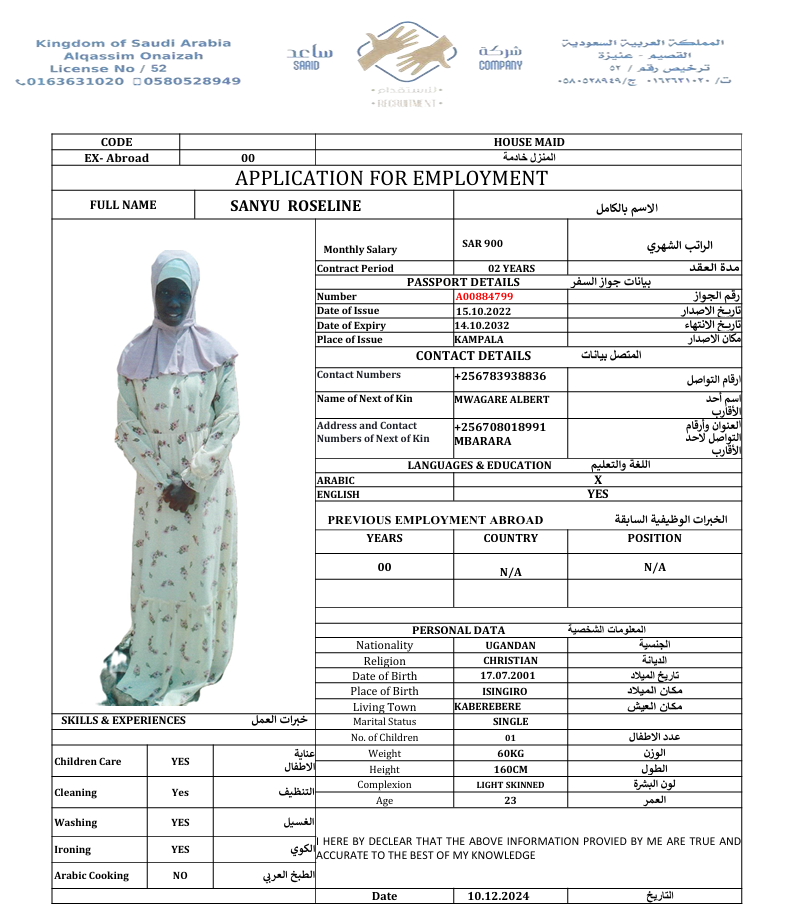 Kingdom of Saudi Arabia
Alqassim Onaizah
License No / 52
0163631020 0580528949
ساعد
SAAID
شركة
COMPANY
للاستقدام
RECRUITMENT
المملكة العربية السعودية
القصيم - عنيزة
ترخيص رقم / ٥٢
ت/ ٠١٦٣٦٣١٠٢٠ ج/٠٥٨٠٥٢٨٩٤٩
CODE HOUSE MAID
EX- Abroad 00 المنزل خادمة
APPLICATION FOR EMPLOYMENT
FULL NAME SANYU ROSELINE الاسم بالكامل
Monthly Salary SAR 900 الراتب الشهري
Contract Period 02 YEARS مدة العقد
PASSPORT DETAILS بيانات جواز السفر
Number A00884799 رقم الجواز
Date of Issue 15.10.2022 تاريخ الاصدار
Date of Expiry 14.10.2032 تاريخ الانتهاء
Place of Issue KAMPALA مكان الاصدار
CONTACT DETAILS المتصل بيانات
Contact Numbers +256783938836 ارقام التواصل
Name of Next of Kin MWAGARE ALBERT اسم أحد
الأقارب
Address and Contact +256708018991 العنوان وأرقام
Numbers of Next of Kin MBARARA التواصل لاحد
الأقارب
LANGUAGES & EDUCATION اللغة والتعليم
ARABIC X
ENGLISH YES
PREVIOUS EMPLOYMENT ABROAD الخبرات الوظيفية السابقة
YEARS COUNTRY POSITION
00 N/A N/A
PERSONAL DATA المعلومات الشخصية
Nationality UGANDAN الجنسية
Religion CHRISTIAN الديانة
Date of Birth 17.07.2001 تاريخ الميلاد
Place of Birth ISINGIRO مكان الميلاد
Living Town KABEREBERE مكان العيش
Marital Status SINGLE
No. of Children 01 عدد الاطفال
Weight 60KG الوزن
Height 160CM الطول
Complexion LIGHT SKINNED لون البشرة
Age 23 العمر
SKILLS & EXPERIENCES خبرات العمل
Children Care YES عناية
الاطفال
Cleaning Yes التنظيف
Washing YES الغسيل
Ironing YES الكوي
Arabic Cooking NO الطبخ العربي
I HERE BY DECLEAR THAT THE ABOVE INFORMATION PROVIED BY ME ARE TRUE AND
ACCURATE TO THE BEST OF MY KNOWLEDGE
Date 10.12.2024 التاريخ